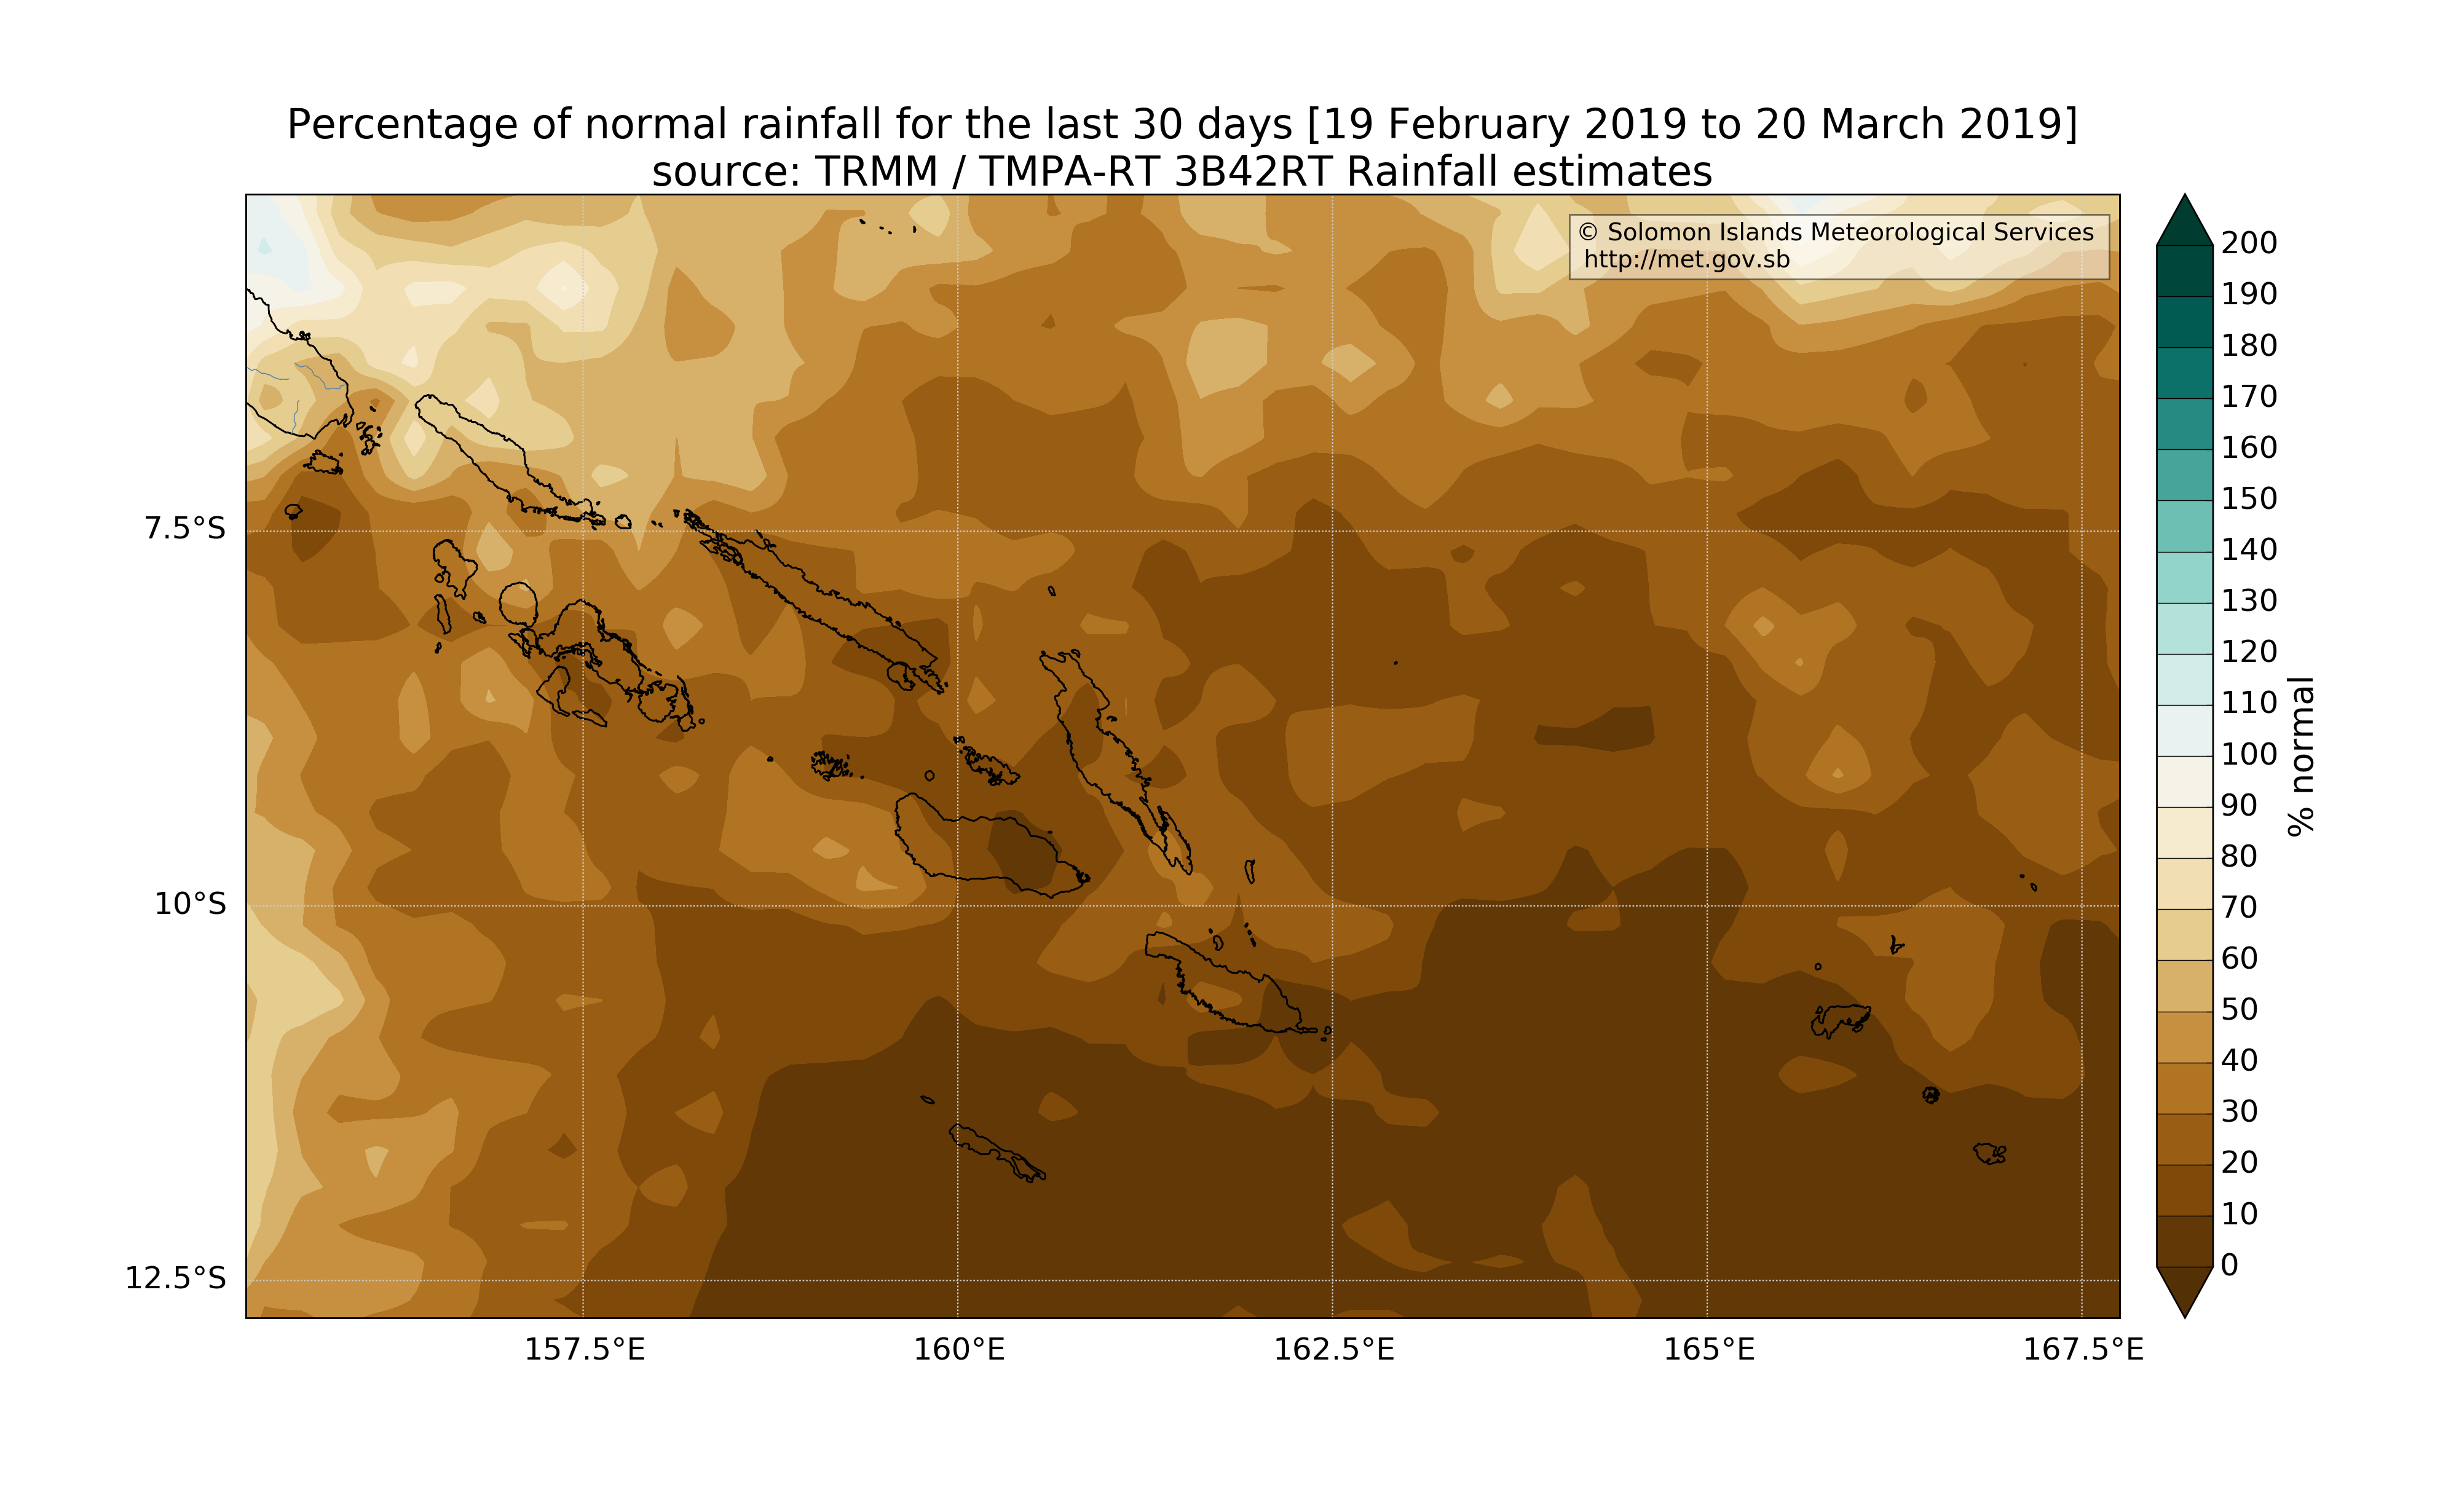 Percentage of normal rainfall for the last 30 days [19 February 2019 to 20 March 2019]
source: TRMM / TMPA-RT 3B42RT Rainfall estimates
© Solomon Islands Meteorological Services
http://met.gov.sb
7.5°S
10°S
12.5°S
157.5°E
160°E
162.5°E
165°E
167.5°E
200
190
180
170
160
150
140
130
120
110
100
90
80
70
60
50
40
30
20
10
0
% normal